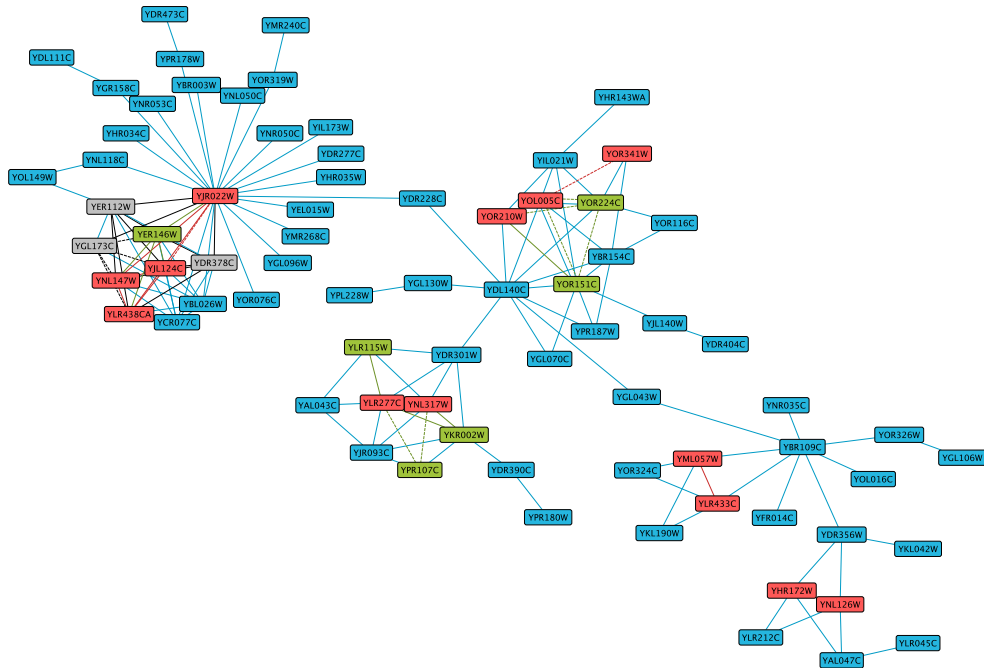 YDR473C
YMR240C
YDL111C
YPR178W
YGR158C
YBR003W
YOR319W
YNR053C
YNL050C
YHR143WA
YHR034C
YNR050C
YIL173W
YNL118C
YDR277C
YIL021W
YOR341W
YOL149W
YHR035W
YJR022W
YDR228C
YOL005C
YOR224C
YER112W
YEL015W
YOR210W
YOR116C
YER146W
YMR268C
YGL173C
YJL124C
YDR378C
YGL096W
YBR154C
YNL147W
YGL130W
YDL140C
YOR151C
YPL228W
YLR438CA
YBL026W
YOR076C
YCR077C
YPR187W
YJL140W
YDR404C
YLR115W
YDR301W
YGL070C
YAL043C
YLR277C
YNL317W
YGL043W
YNR035C
YKR002W
YOR326W
YJR093C
YBR109C
YGL106W
YPR107C
YDR390C
YOR324C
YML057W
YOL016C
YLR433C
YPR180W
YFR014C
YKL190W
YDR356W
YKL042W
YHR172W
YNL126W
YLR212C
YLR045C
YAL047C